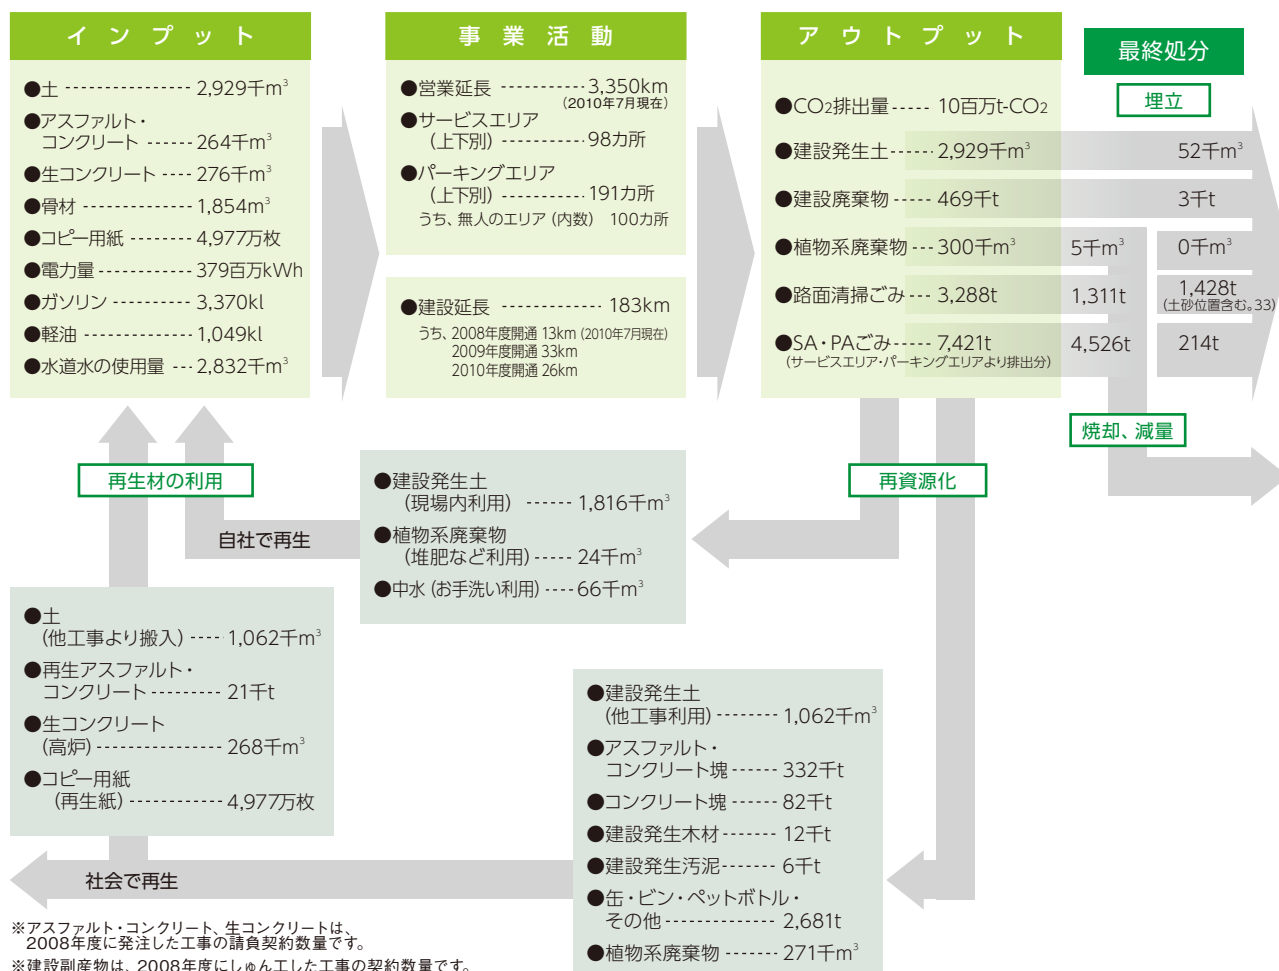 インプット
●土 --------------- 2,929千m³
●アスファルト・
コンクリート ------ 264千m³
●生コンクリート ---- 276千m³
●骨材 ------------- 1,854m³
●コピー用紙 -------- 4,977万枚
●電力量 ------------ 379百万kWh
●ガソリン ---------- 3,370kl
●軽油 ------------- 1,049kl
●水道水の使用量 --- 2,832千m³
事業活動
●営業延長 ----------- 3,350km
(2010年7月現在)
●サービスエリア
(上下別) ----------- 98カ所
●パーキングエリア
(上下別) ----------- 191カ所
うち、無人のエリア(内数) 100カ所
●建設延長 ----------- 183km
うち、2008年度開通 13km (2010年7月現在)
2009年度開通 33km
2010年度開通 26km
アウトプット
●CO₂排出量----- 10百万t-CO₂
●建設発生土------ 2,929千m³
●建設廃棄物 ----- 469千t
●植物系廃棄物 --- 300千m³
●路面清掃ごみ--- 3,288t
●SA・PAごみ---- 7,421t
(サービスエリア・パーキングエリアより排出分)
最終処分
埋立
52千m³
3千t
5千m³ 0千m³
1,311t 1,428t
(土砂位置含む。33)
4,526t 214t
焼却、減量
再資源化
再生材の利用
自社で再生
●建設発生土
(現場内利用) ------ 1,816千m³
●植物系廃棄物
(堆肥など利用) ----- 24千m³
●中水(お手洗い利用) ---- 66千m³
●土
(他工事より搬入) ---- 1,062千m³
●再生アスファルト・
コンクリート --------- 21千t
●生コンクリート
(高炉) --------------- 268千m³
●コピー用紙
(再生紙) ----------- 4,977万枚
●建設発生土
(他工事利用) -------- 1,062千m³
●アスファルト・
コンクリート塊------ 332千t
●コンクリート塊 ------ 82千t
●建設発生木材------- 12千t
●建設発生汚泥------- 6千t
●缶・ビン・ペットボトル・
その他 -------------- 2,681t
●植物系廃棄物 ------ 271千m³
社会で再生
※アスファルト・コンクリート、生コンクリートは、
2008年度に発注した工事の請負契約数量です。
※建設副産物は、2008年度にしゅん工した工事の契約数量です。